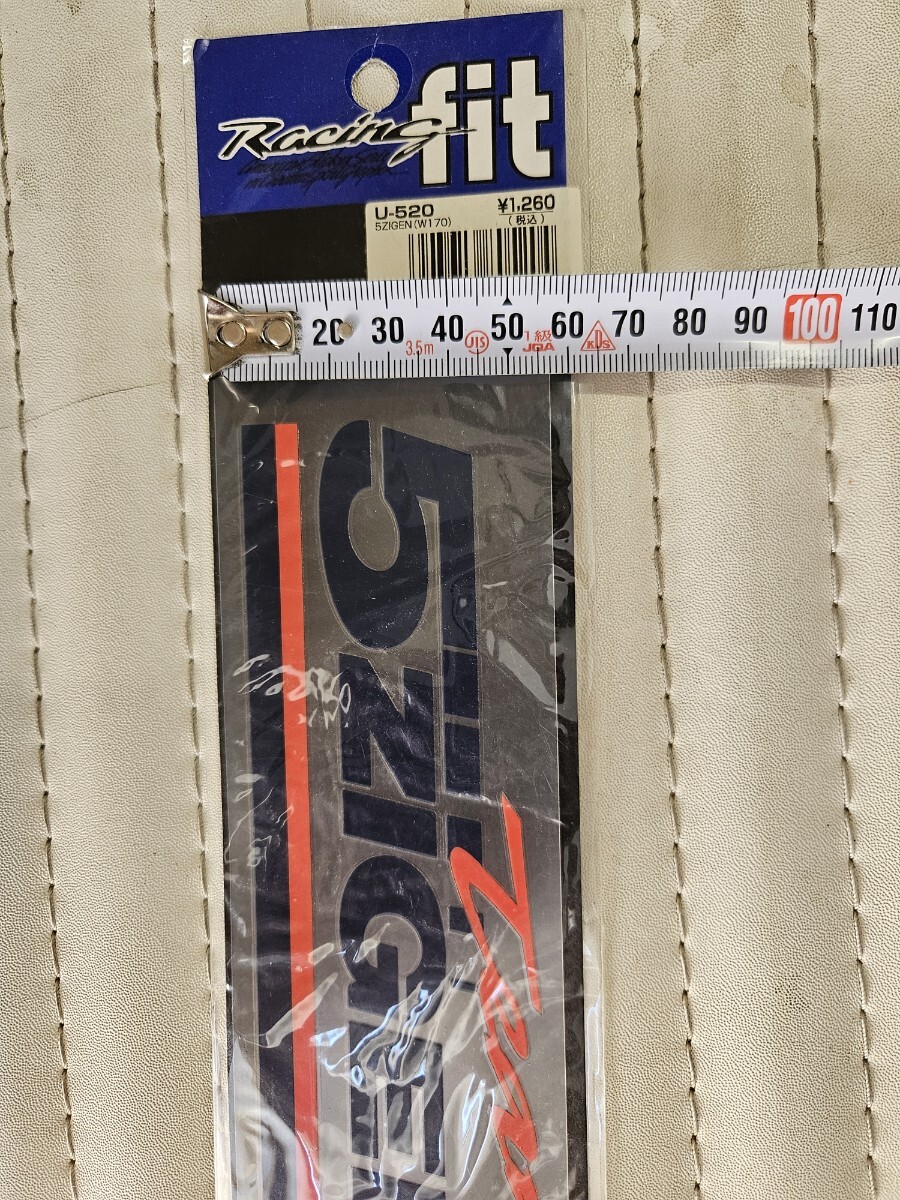 Racing fit
U-520 ¥1,260
5ZIGEN(W170) (税込)
20 30 40 50 60 70 80 90 100 110
3.5m JIS 1級 JQA KDS
5ZIGEN